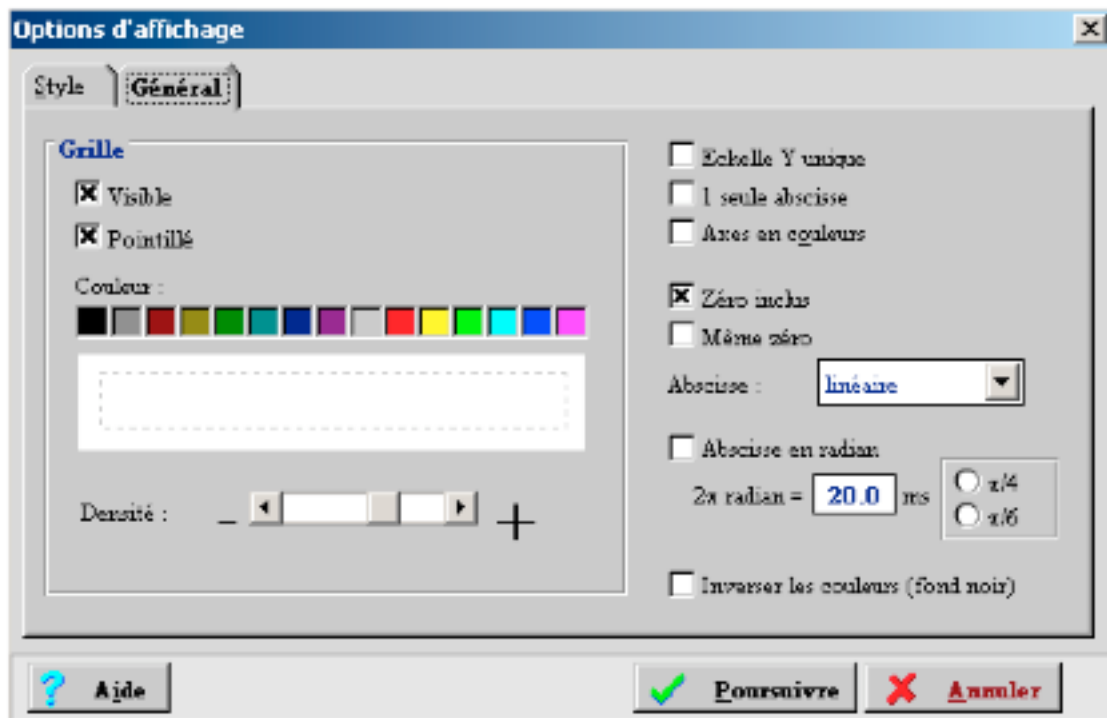 Options d'affichage
Style
Général
Grille
Visible
Pointillé
Couleur :
Densité :
-
+
Echelle Y unique
1 seule abscisse
Axes en couleurs
Zéro inclus
Même zéro
Abscisse : linéaire
Abscisse en radian
2π radian = 20.0 ms
π/4
π/6
Inverser les couleurs (fond noir)
? Aide
Poursuivre
Annuler